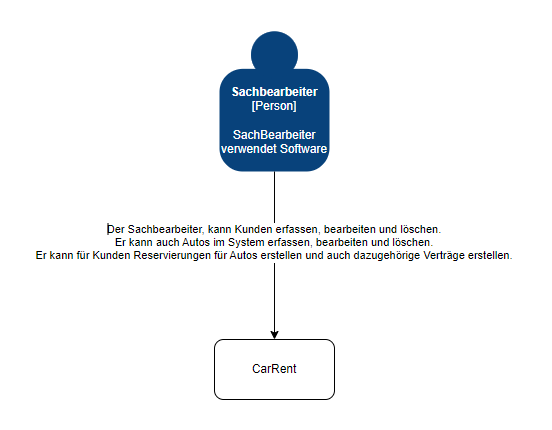 Sachbearbeiter
[Person]
SachBearbeiter
verwendet Software
Der Sachbearbeiter, kann Kunden erfassen, bearbeiten und löschen.
Er kann auch Autos im System erfassen, bearbeiten und löschen.
Er kann für Kunden Reservierungen für Autos erstellen und auch dazugehörige Verträge erstellen.
CarRent